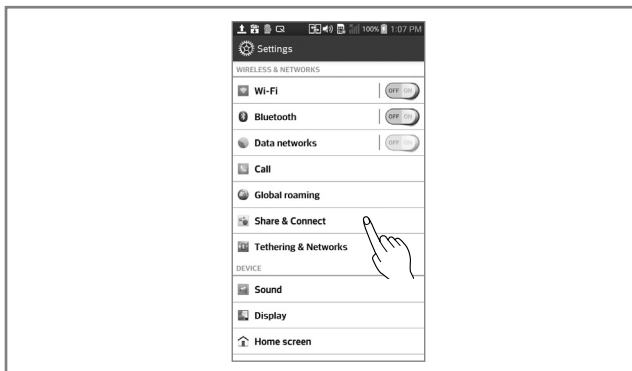 100% 1:07 PM
Settings
WIRELESS & NETWORKS
Wi-Fi OFF ON
Bluetooth OFF ON
Data networks OFF ON
Call
Global roaming
Share & Connect
Tethering & Networks
DEVICE
Sound
Display
Home screen